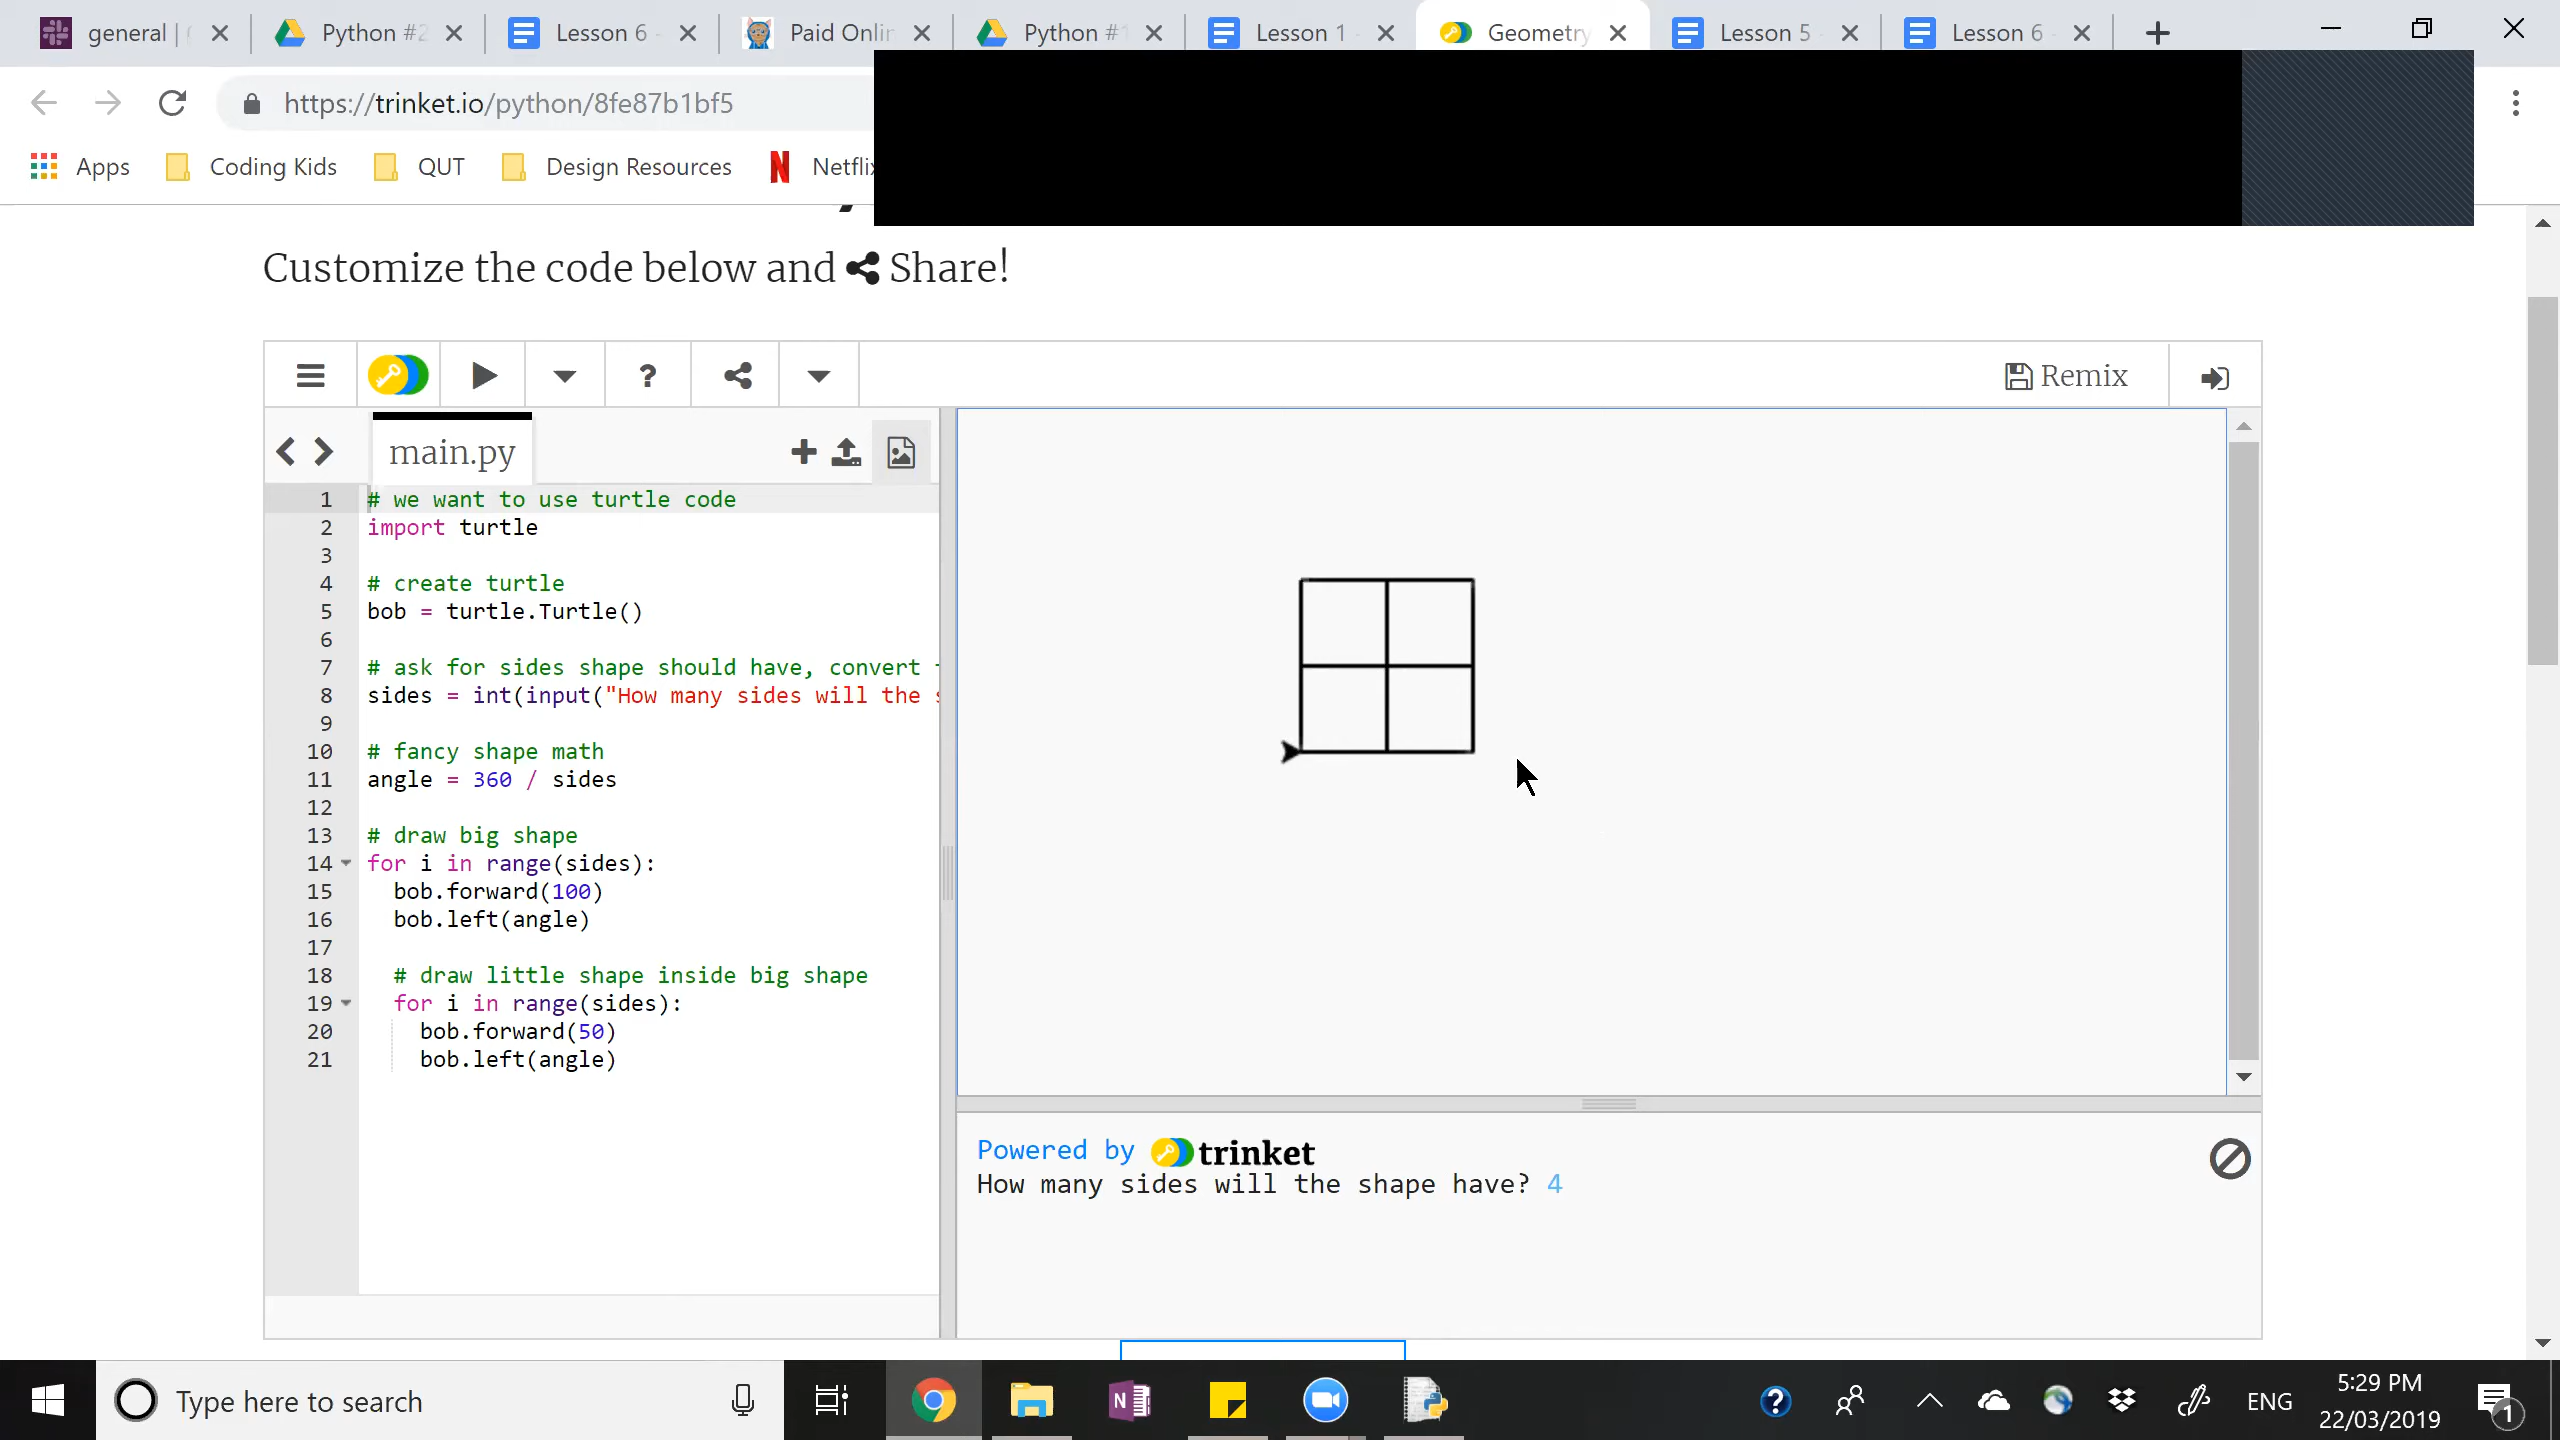 general |
Python #2
Lesson 6 -
Paid Onlin
Python #1
Lesson 1 -
Geometry
Lesson 5 -
Lesson 6 -
https://trinket.io/python/8fe87b1bf5
Apps
Coding Kids
QUT
Design Resources
N Netflix
Customize the code below and Share!
? Remix
main.py
1 # we want to use turtle code
2 import turtle
3
4 # create turtle
5 bob = turtle.Turtle()
6
7 # ask for sides shape should have, convert
8 sides = int(input("How many sides will the
9
10 # fancy shape math
11 angle = 360 / sides
12
13 # draw big shape
14 for i in range(sides):
15 bob.forward(100)
16 bob.left(angle)
17
18 # draw little shape inside big shape
19 for i in range(sides):
20 bob.forward(50)
21 bob.left(angle)
Powered by trinket
How many sides will the shape have? 4
Type here to search
N
?
ENG
5:29 PM
22/03/2019
1